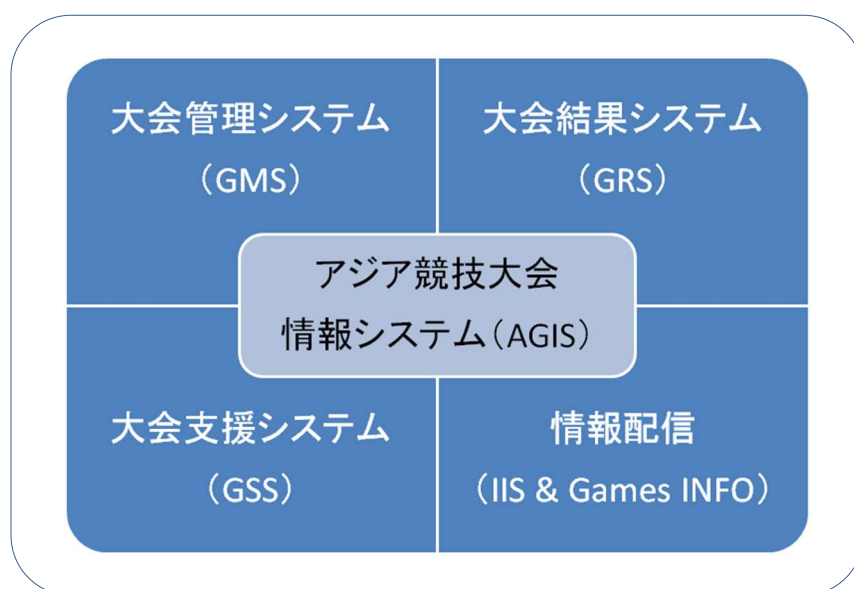 大会管理システム
（GMS）
大会結果システム
（GRS）
アジア競技大会
情報システム（AGIS）
大会支援システム
（GSS）
情報配信
（IIS & Games INFO）